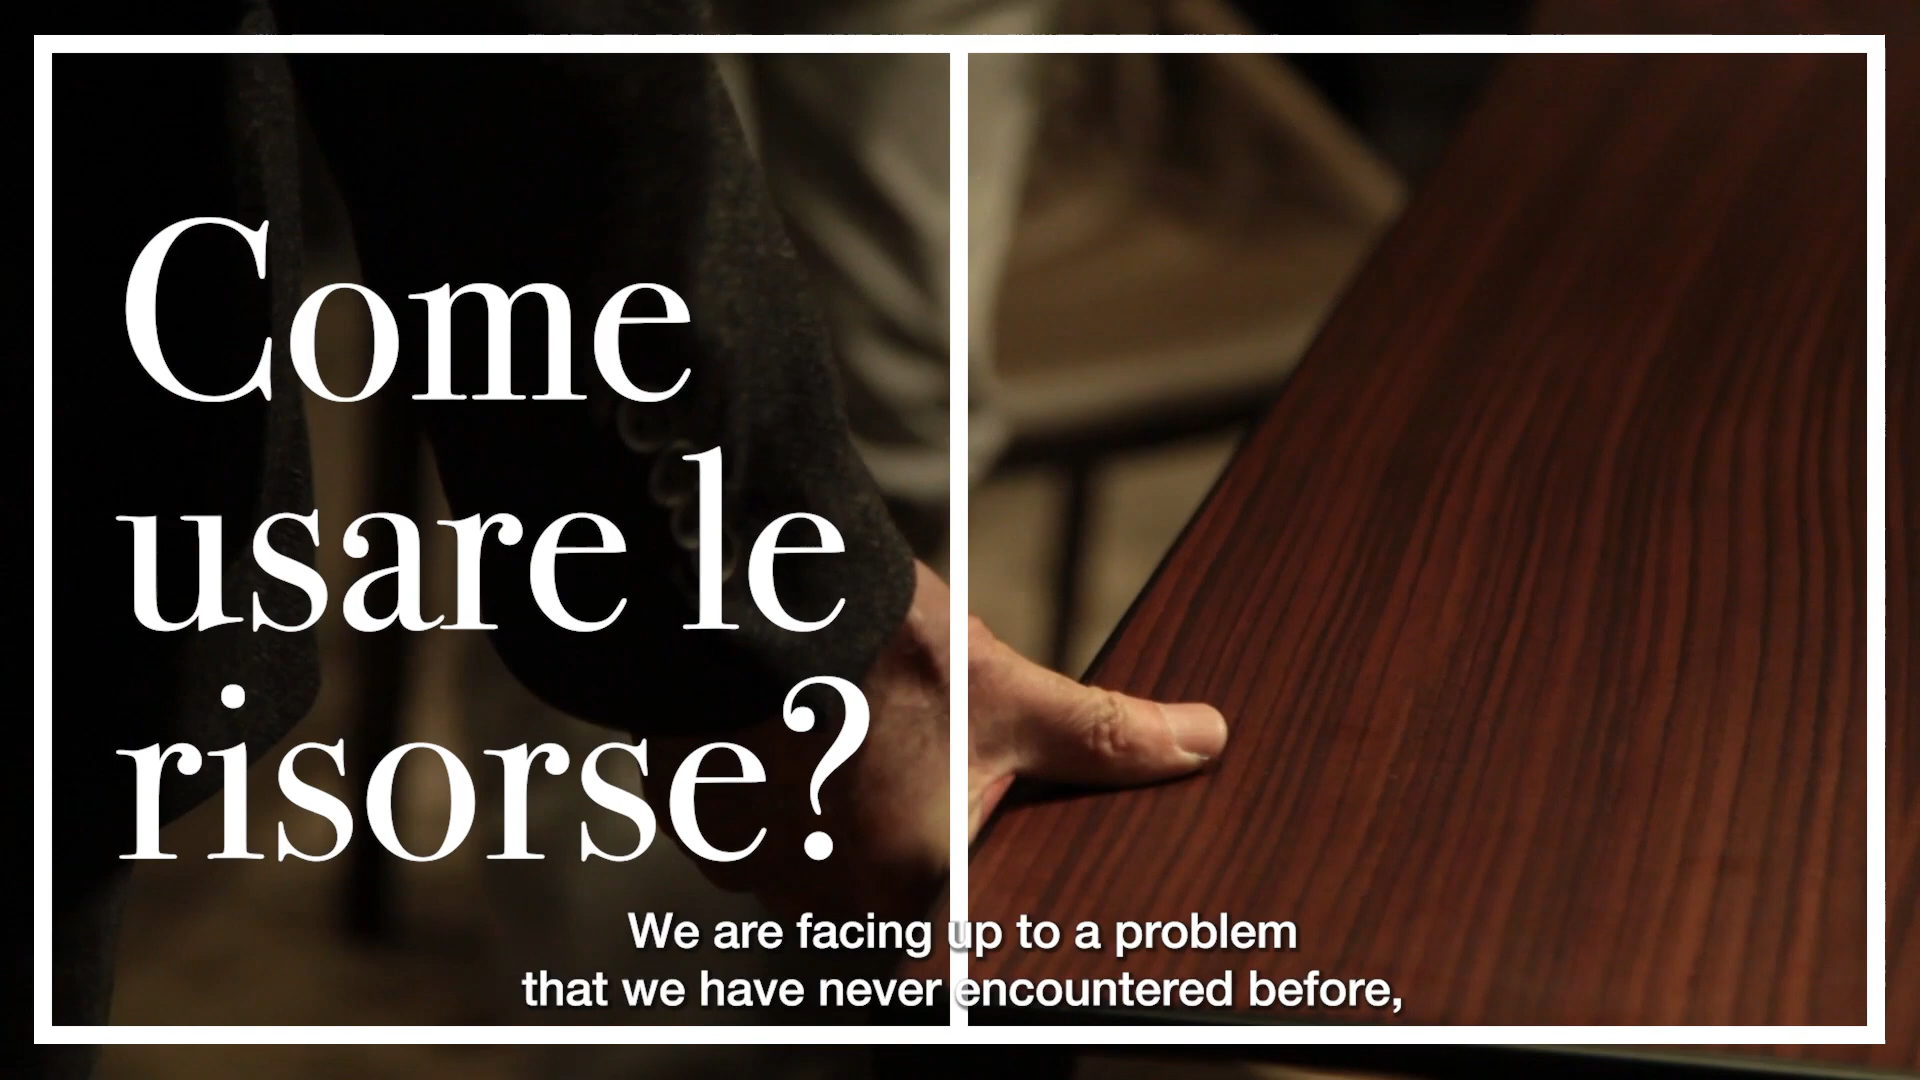 Come
usare le
risorse?
We are facing up to a problem
that we have never encountered before,